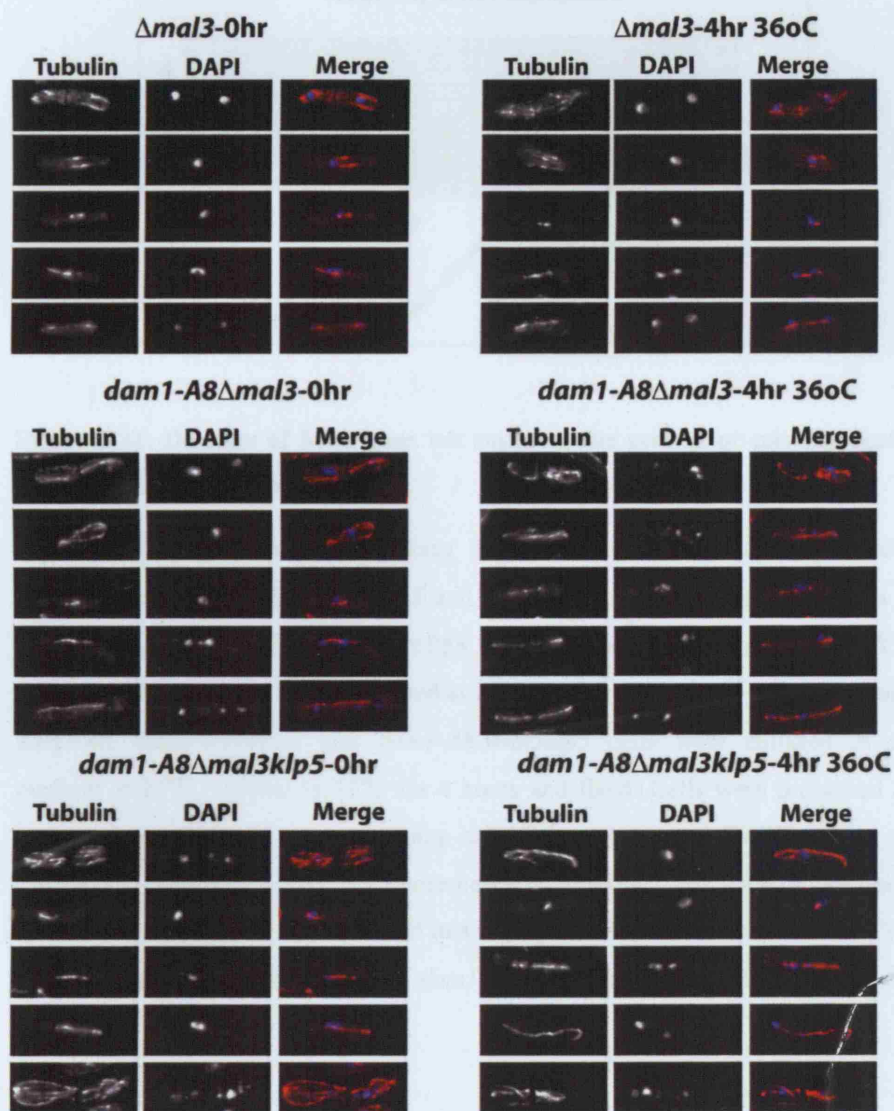 Δmal3-0hr
Δmal3-4hr 36oC
Tubulin DAPI Merge
Tubulin DAPI Merge
dam1-A8Δmal3-0hr
dam1-A8Δmal3-4hr 36oC
Tubulin DAPI Merge
Tubulin DAPI Merge
dam1-A8Δmal3klp5-0hr
dam1-A8Δmal3klp5-4hr 36oC
Tubulin DAPI Merge
Tubulin DAPI Merge